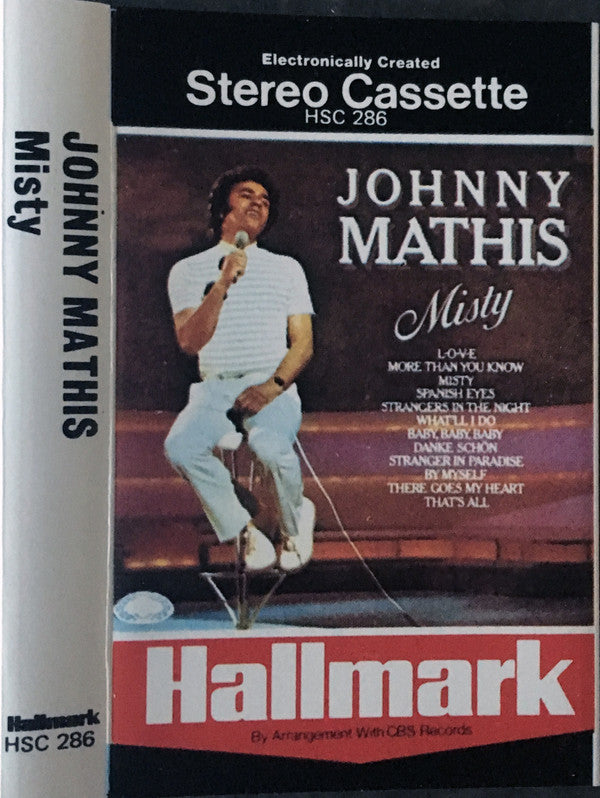 JOHNNY MATHIS
Misty
Hallmark
HSC 286
Electronically Created
Stereo Cassette
HSC 286
JOHNNY
MATHIS
Misty
L-O-V-E
MORE THAN YOU KNOW
MISTY
SPANISH EYES
STRANGERS IN THE NIGHT
WHAT'LL I DO
BABY, BABY, BABY
DANKE SCHÖN
STRANGER IN PARADISE
BY MYSELF
THERE GOES MY HEART
THAT'S ALL
Hallmark
By Arrangement With CBS Records